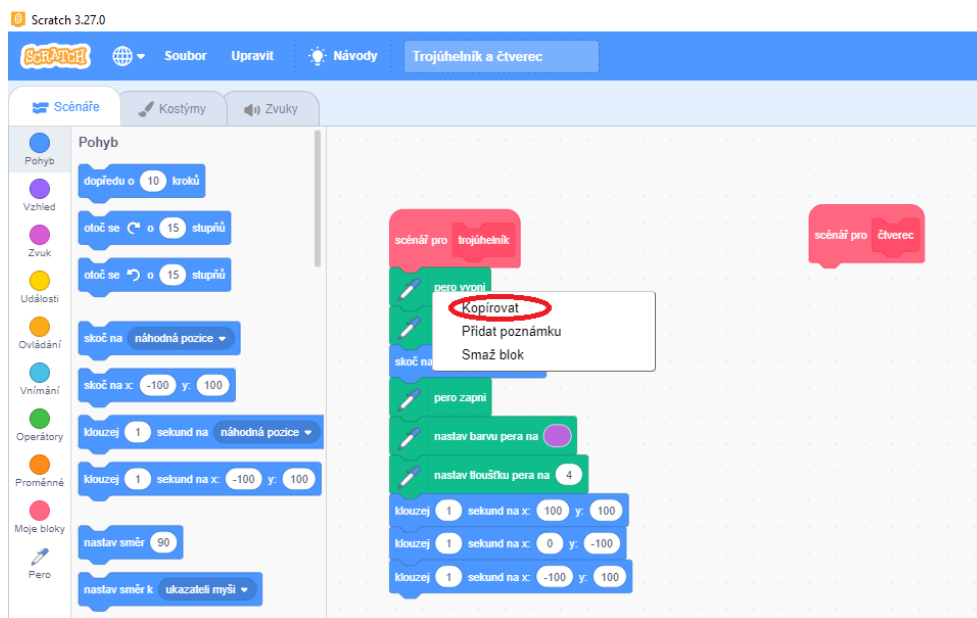 Scratch 3.27.0
SCRATCH Soubor Upravit Návody Trojúhelník a čtverec
Scénáře Kostýmy Zvuky
Pohyb
Vzhled
Zvuk
Události
Ovládání
Vnímání
Operátory
Proměnné
Moje bloky
Pero
Pohyb
dopředu o 10 kroků
otoč se o 15 stupňů
otoč se o 15 stupňů
skoč na náhodná pozice
skoč na x: -100 y: 100
klouzej 1 sekund na náhodná pozice
klouzej 1 sekund na x: -100 y: 100
nastav směr 90
nastav směr k ukazateli myši
scénář pro trojúhelník
pero vypni
Kopírovat
Přidat poznámku
Smaž blok
skoč na
pero zapni
nastav barvu pera na
nastav tloušťku pera na 4
klouzej 1 sekund na x: 100 y: 100
klouzej 1 sekund na x: 0 y: -100
klouzej 1 sekund na x: -100 y: 100
scénář pro čtverec